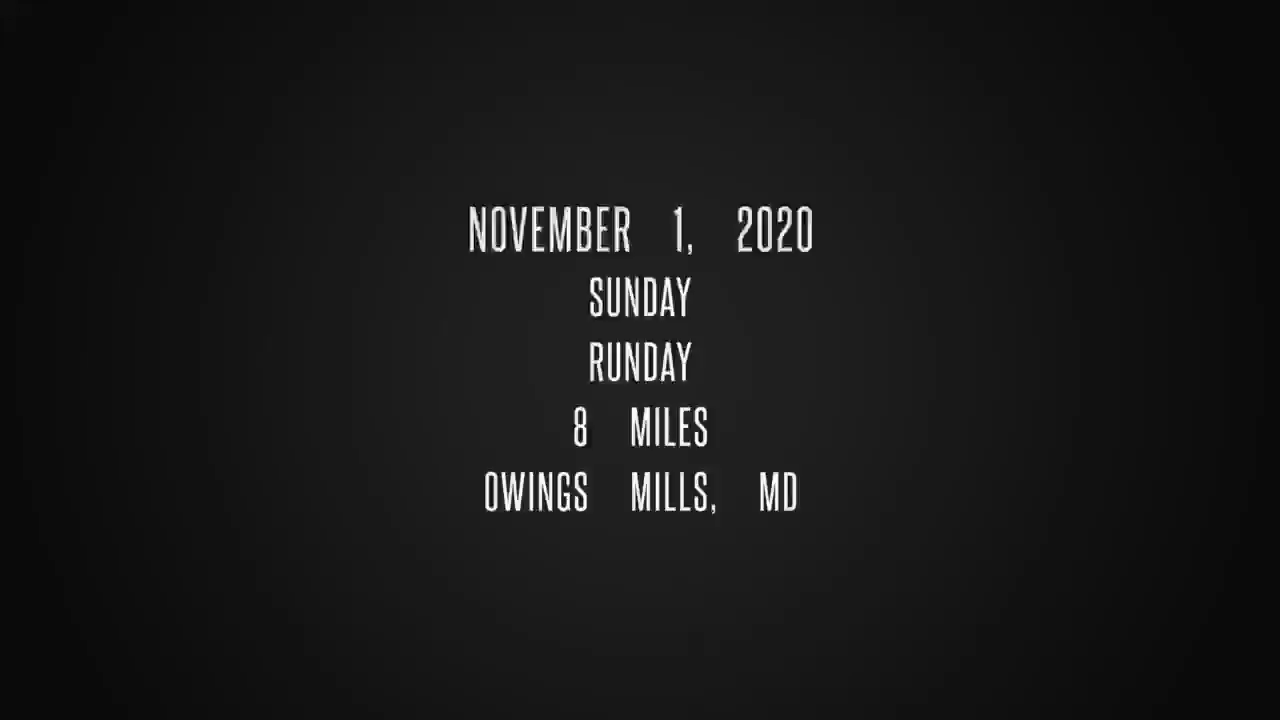 NOVEMBER 1, 2020
SUNDAY
RUNDAY
8 MILES
OWINGS MILLS, MD